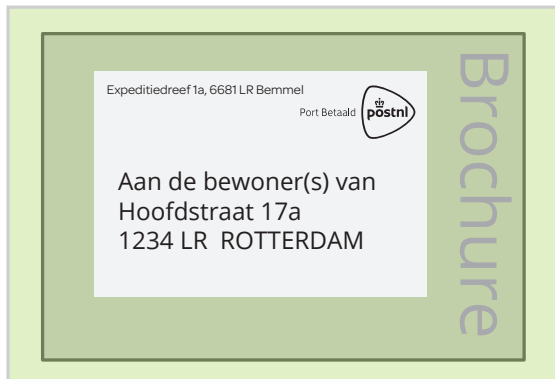 Expeditiedreef 1a, 6681 LR Bemmel
Port Betaald
postnl
Aan de bewoner(s) van
Hoofdstraat 17a
1234 LR ROTTERDAM
Brochure